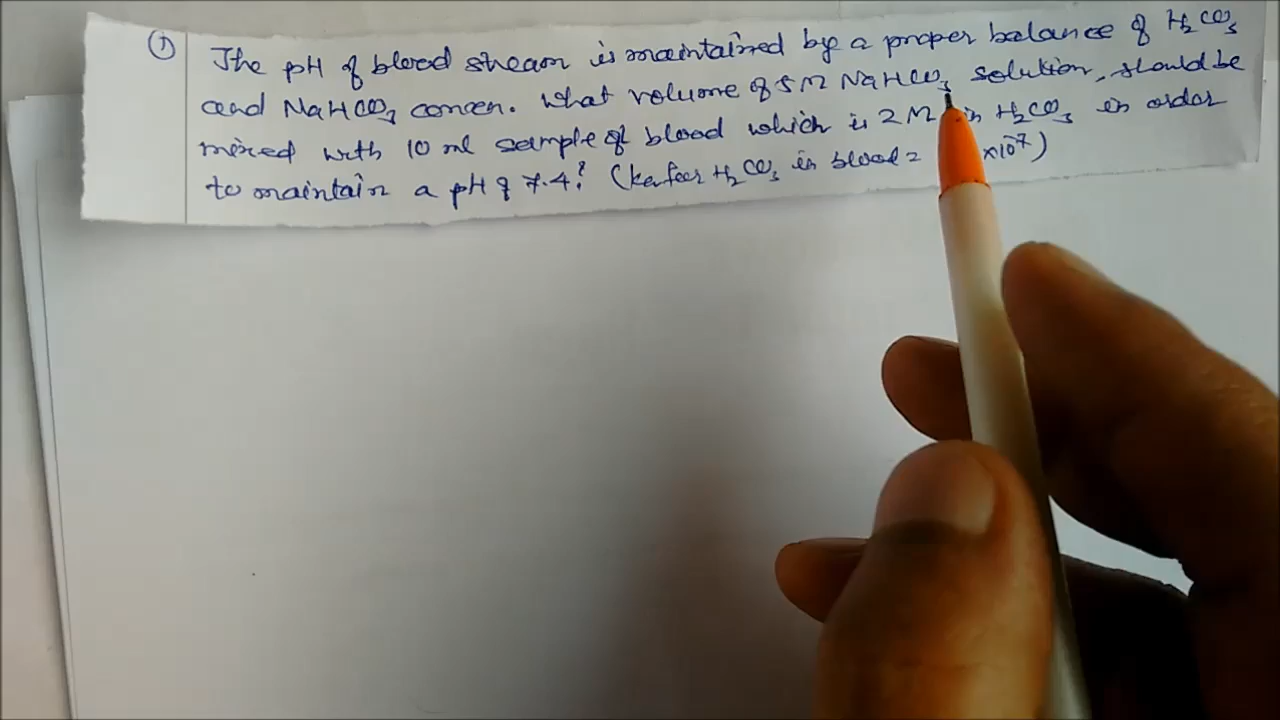 ① The pH of blood stream is maintained by a proper balance of H₂CO₃
and NaHCO₃ concen. What volume of 5M NaHCO₃ solution, should be
mixed with 10 ml sample of blood which is 2M in H₂CO₃ in order
to maintain a pH of 7.4? (Ka for H₂CO₃ in blood = ×10⁻⁷)